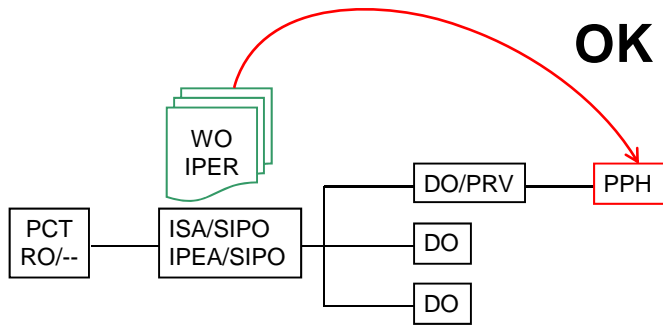 OK
WO
IPER
DO/PRV
PPH
PCT
RO/--
ISA/SIPO
IPEA/SIPO
DO
DO